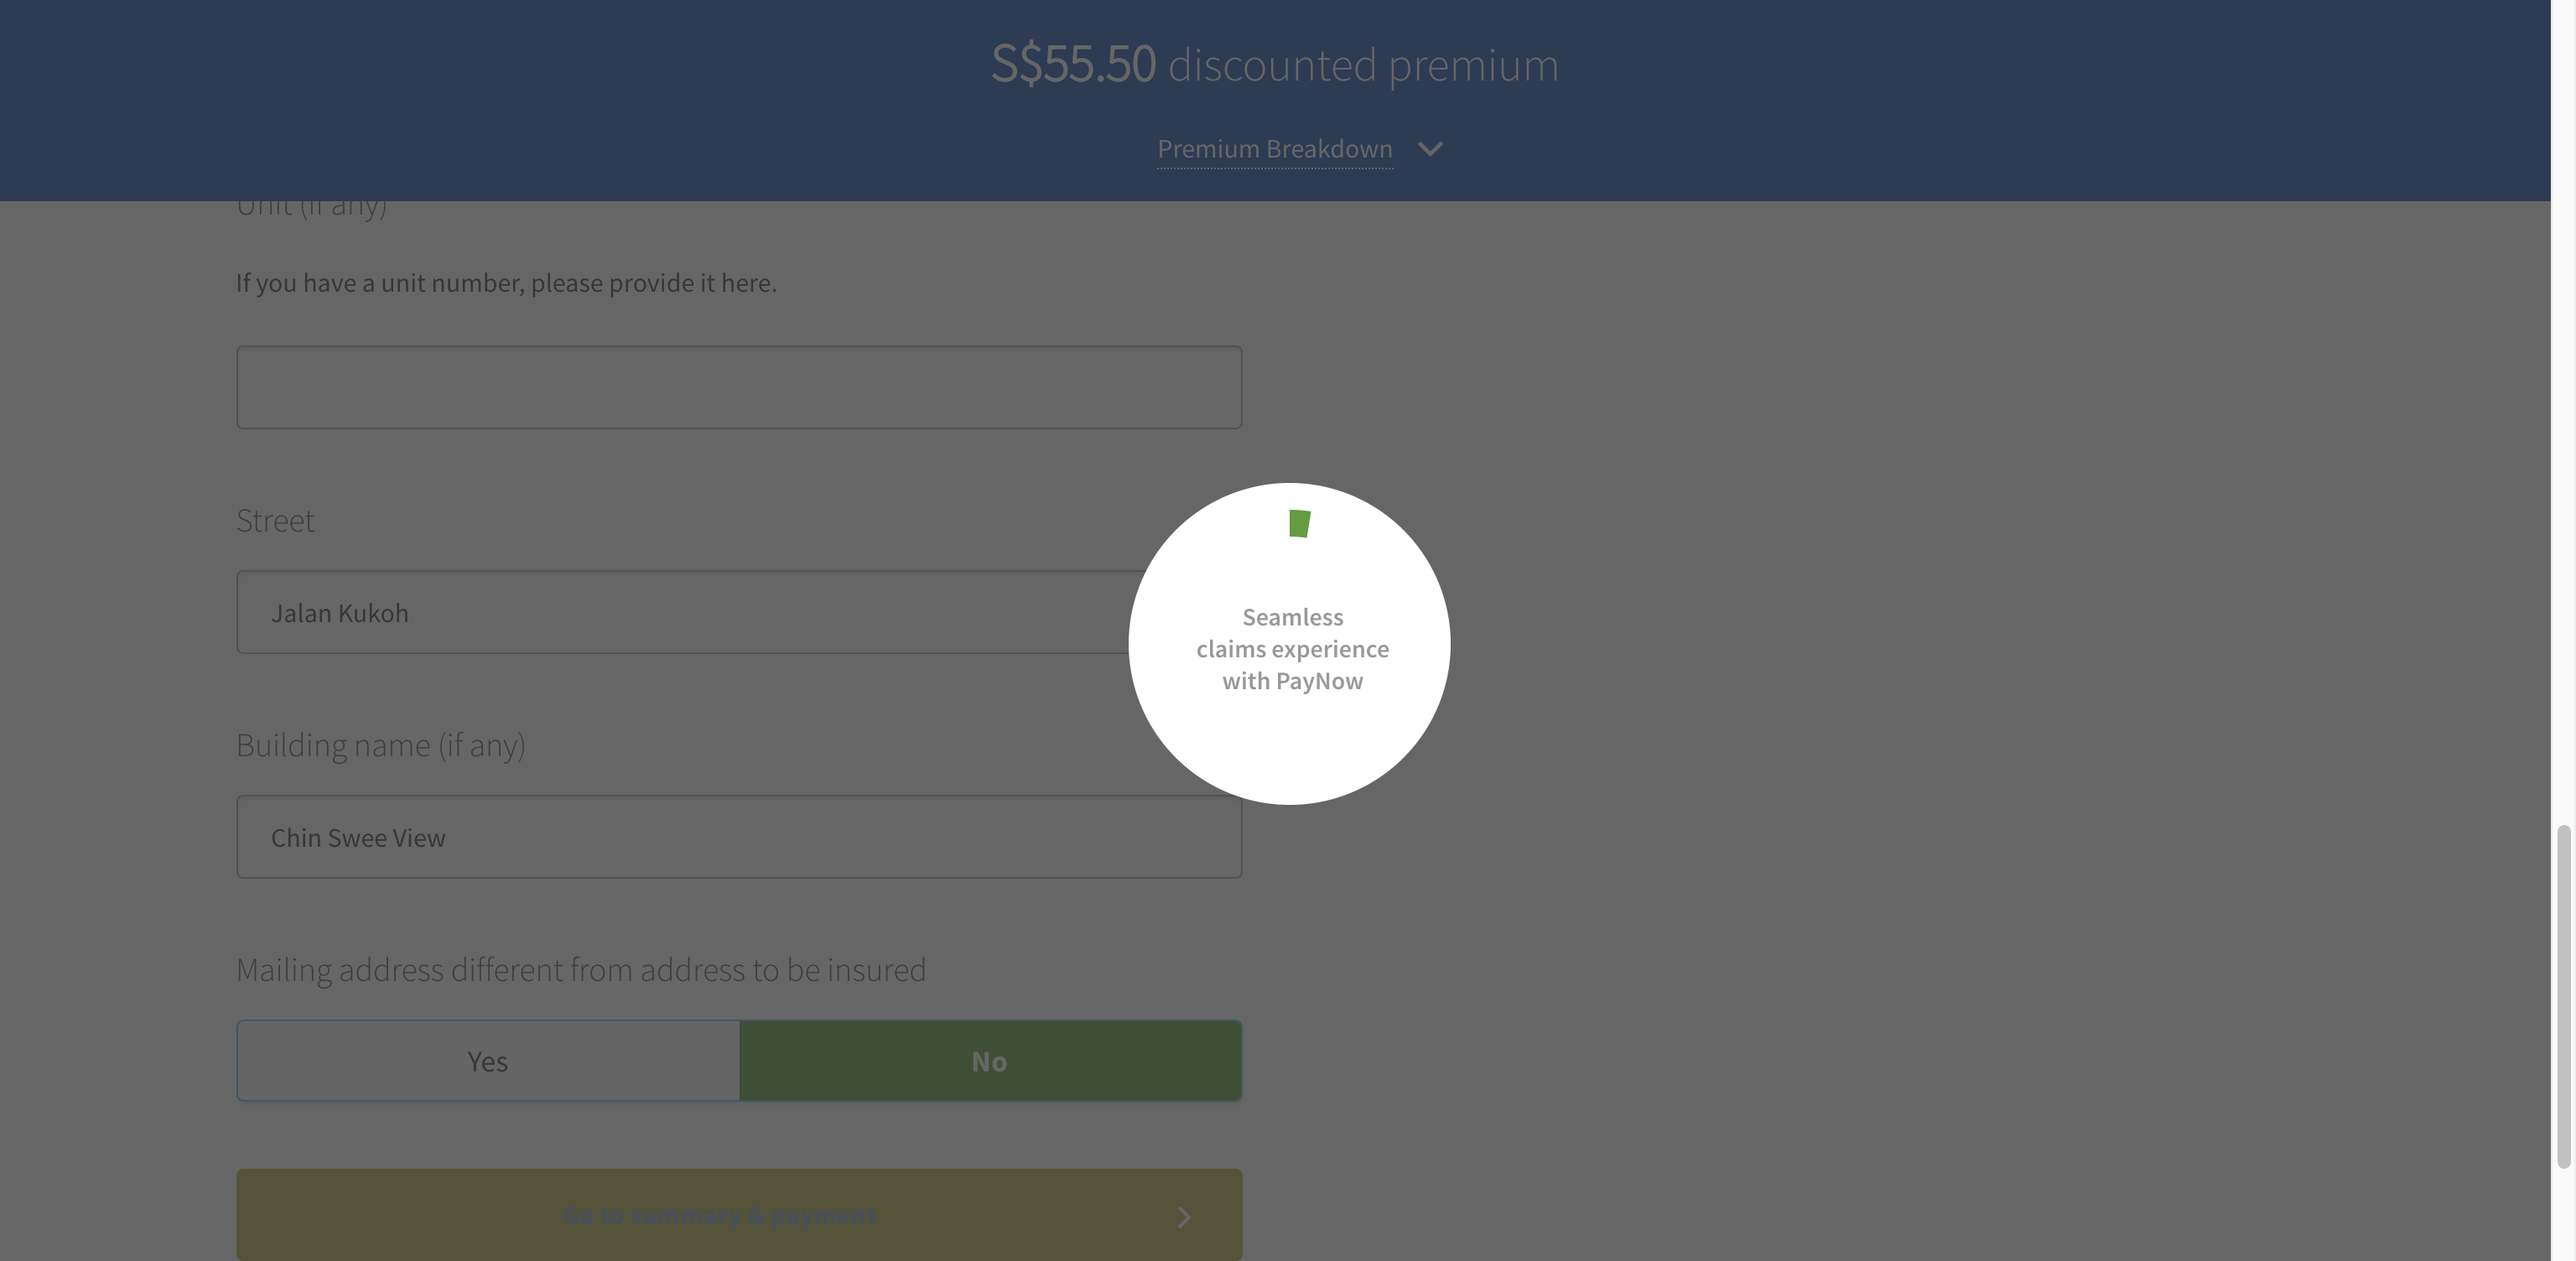 S$55.50 discounted premium
Premium Breakdown
Unit (if any)
If you have a unit number, please provide it here.
Street
Jalan Kukoh
Seamless
claims experience
with PayNow
Building name (if any)
Chin Swee View
Mailing address different from address to be insured
Yes
No
Go to summary & payment